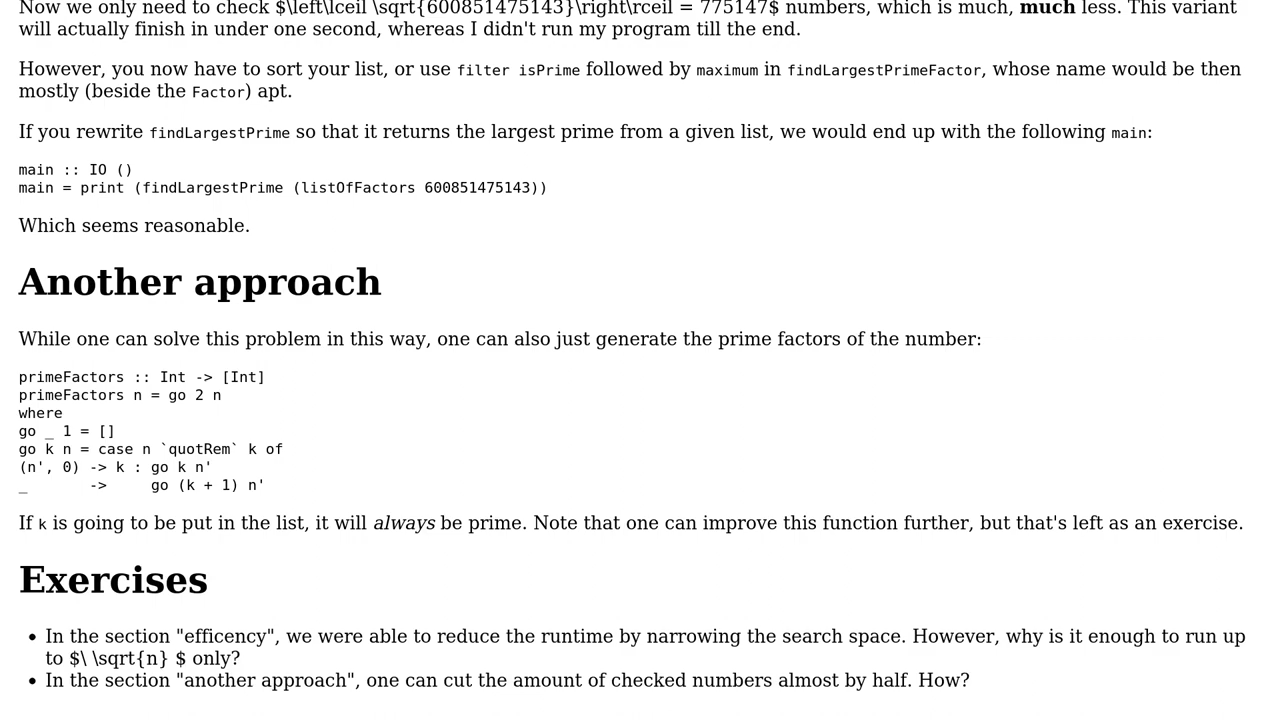 Now we only need to check $\left\lceil \sqrt{600851475143}\right\rceil = 775147$ numbers, which is much, much less. This variant
will actually finish in under one second, whereas I didn't run my program till the end.
However, you now have to sort your list, or use filter isPrime followed by maximum in findLargestPrimeFactor, whose name would be then
mostly (beside the Factor) apt.
If you rewrite findLargestPrime so that it returns the largest prime from a given list, we would end up with the following main:
main :: IO ()
main = print (findLargestPrime (listOfFactors 600851475143))
Which seems reasonable.
Another approach
While one can solve this problem in this way, one can also just generate the prime factors of the number:
primeFactors :: Int -> [Int]
primeFactors n = go 2 n
where
go _ 1 = []
go k n = case n `quotRem` k of
(n', 0) -> k : go k n'
_       ->     go (k + 1) n'
If k is going to be put in the list, it will always be prime. Note that one can improve this function further, but that's left as an exercise.
Exercises
• In the section "efficency", we were able to reduce the runtime by narrowing the search space. However, why is it enough to run up
to $\ \sqrt{n} $ only?
• In the section "another approach", one can cut the amount of checked numbers almost by half. How?